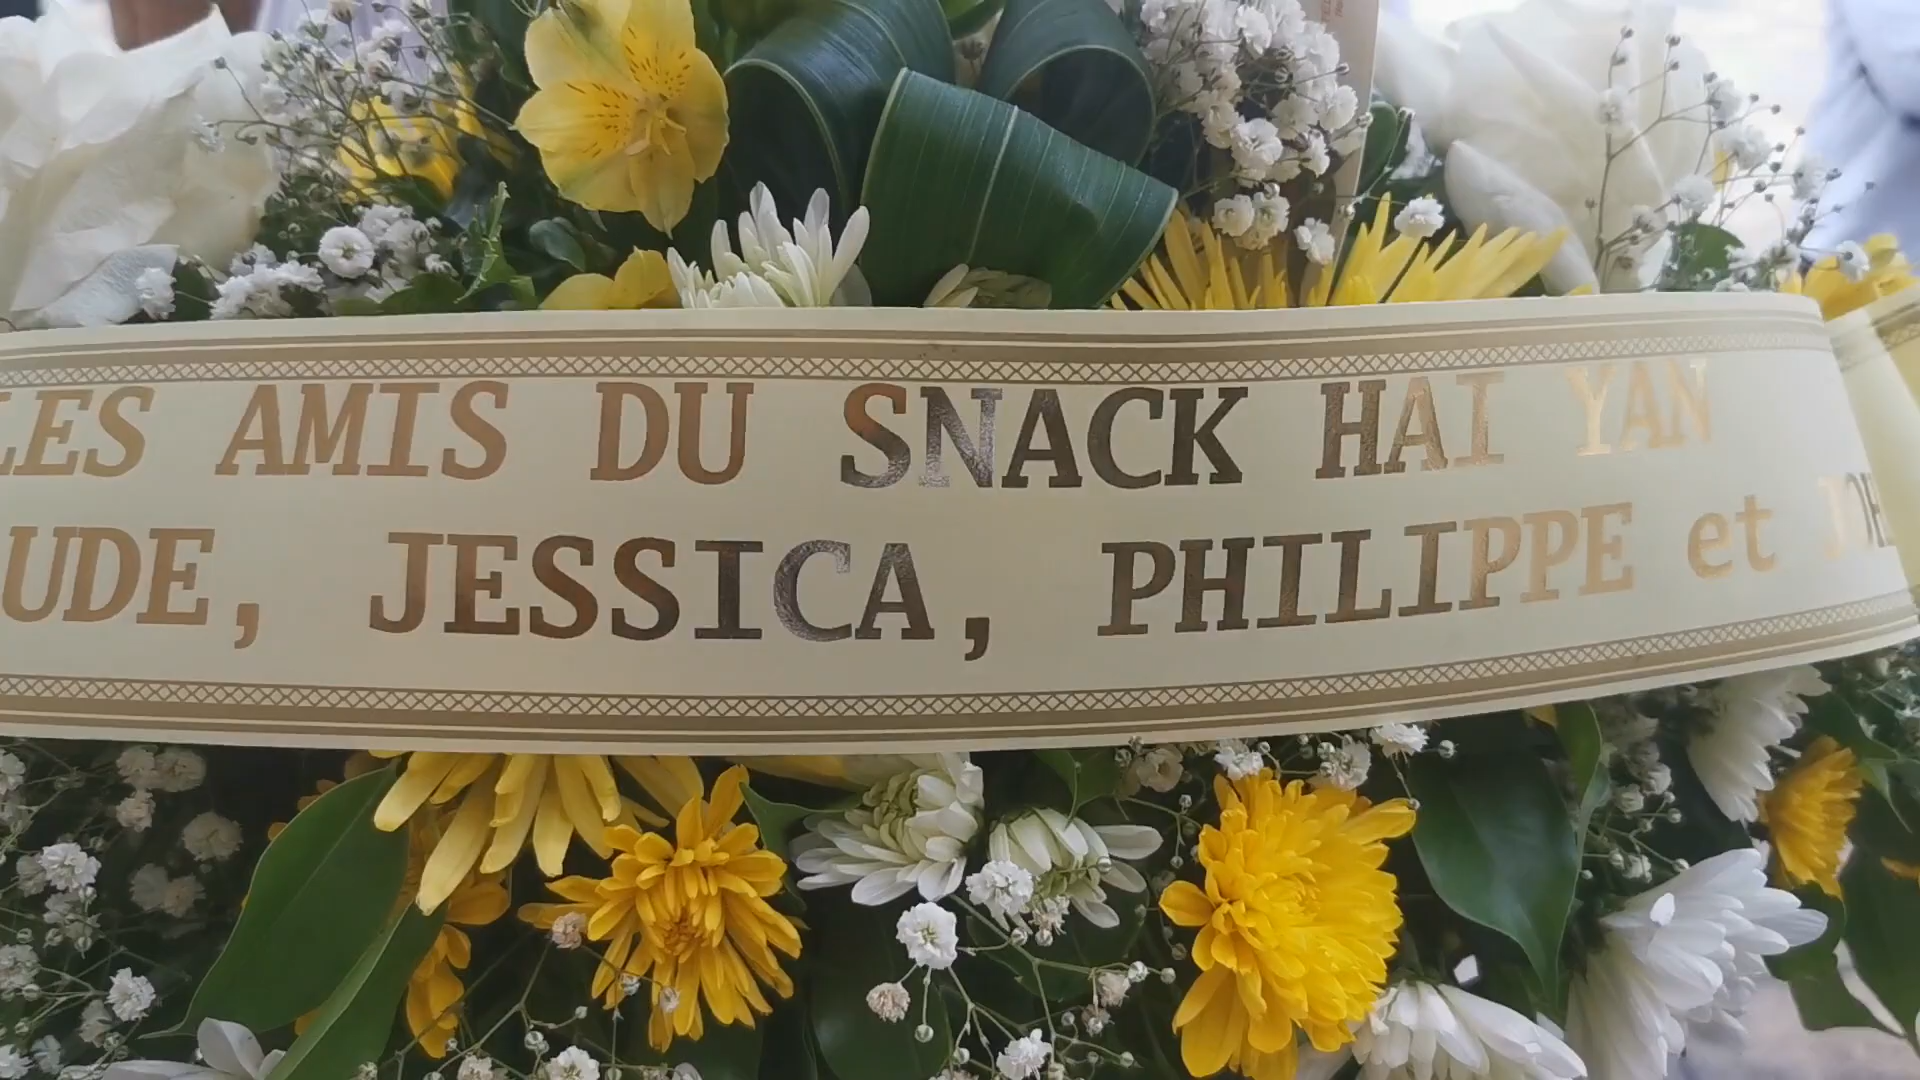 LES AMIS DU SNACK HAI YAN
UDE, JESSICA, PHILIPPE et